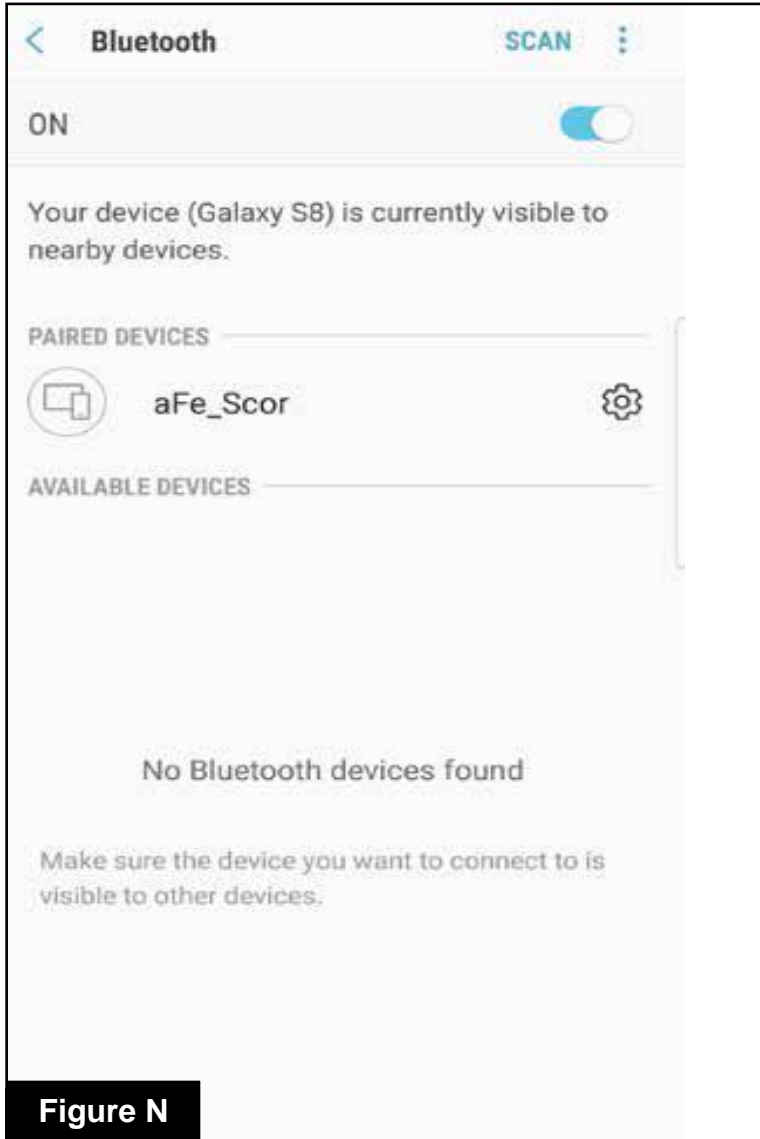 Bluetooth SCAN
ON
Your device (Galaxy S8) is currently visible to
nearby devices.
PAIRED DEVICES
aFe_Scor
AVAILABLE DEVICES
No Bluetooth devices found
Make sure the device you want to connect to is
visible to other devices.
Figure N